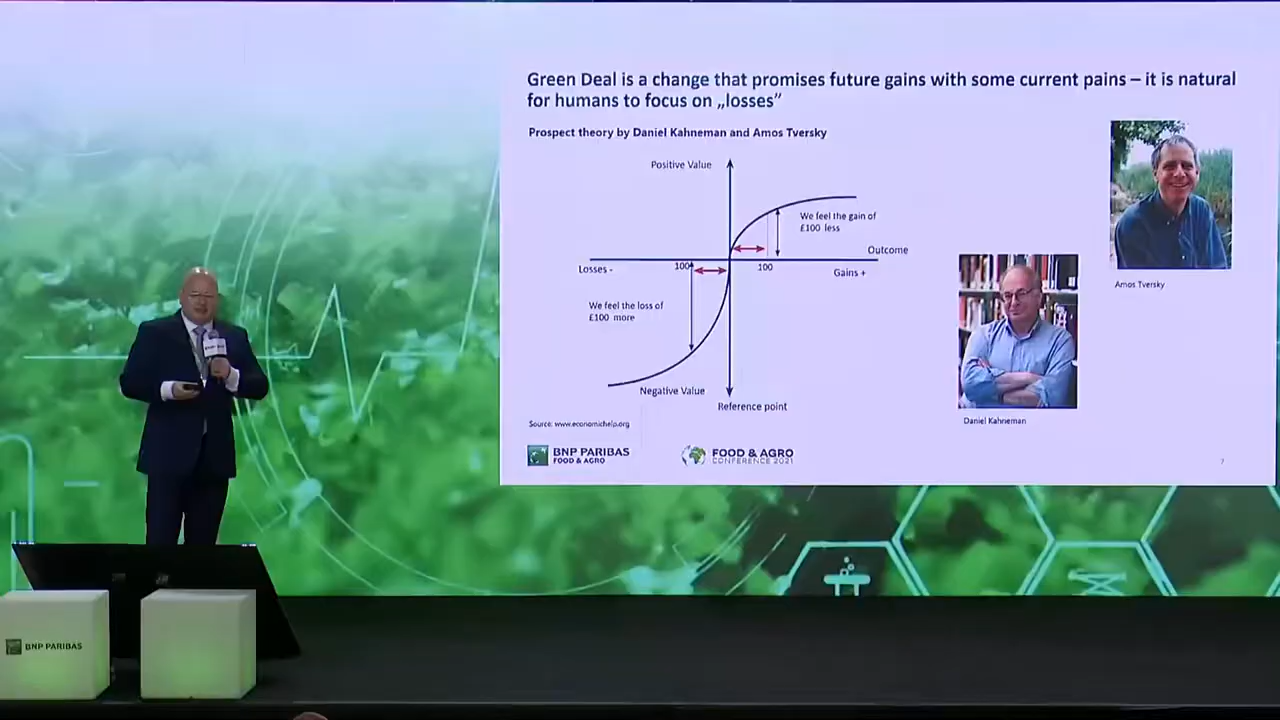 Green Deal is a change that promises future gains with some current pains – it is natural
for humans to focus on „losses”
Prospect theory by Daniel Kahneman and Amos Tversky
Positive Value
We feel the gain of
£100 less
Outcome
Losses -
100
100
Gains +
We feel the loss of
£100 more
Negative Value
Reference point
Amos Tversky
Daniel Kahneman
Source: www.economichelp.org
BNP PARIBAS
FOOD & AGRO
FOOD & AGRO
CONFERENCE 2021
7
BNP PARIBAS